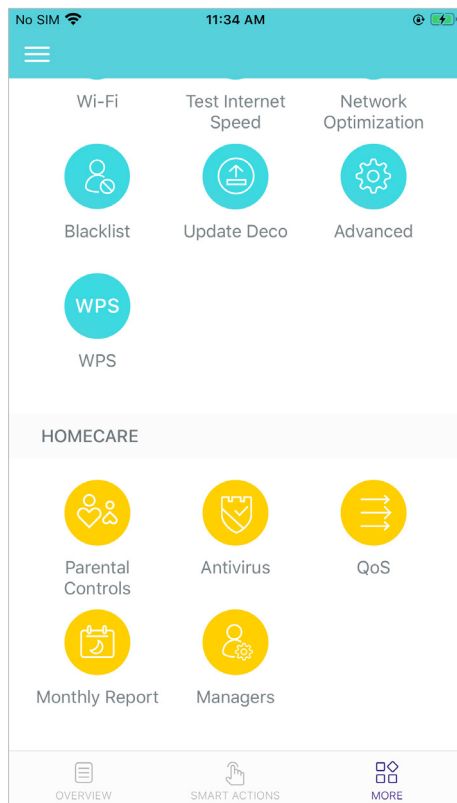 No SIM 11:34 AM
Wi-Fi Test Internet Speed Network Optimization
Blacklist Update Deco Advanced
WPS
WPS
HOMECARE
Parental Controls Antivirus QoS
Monthly Report Managers
OVERVIEW SMART ACTIONS MORE